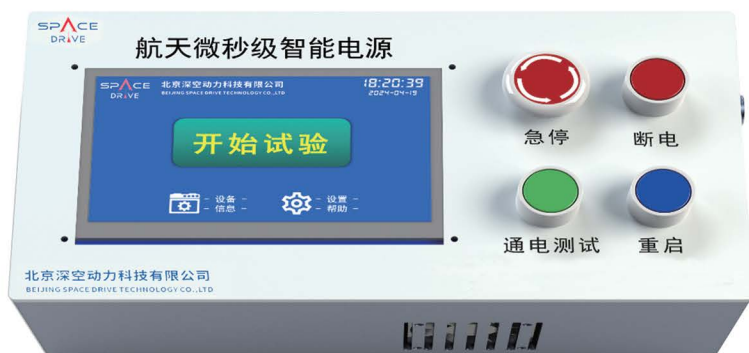 SPACE
DRIVE
航天微秒级智能电源
SPACE
DRIVE
北京深空动力科技有限公司
BEIJING SPACE DRIVE TECHNOLOGY CO.,LTD
18:20:39
2024-04-19
开始试验
设备
信息
设置
帮助
急停
断电
通电测试
重启
北京深空动力科技有限公司
BEIJING SPACE DRIVE TECHNOLOGY CO.,LTD